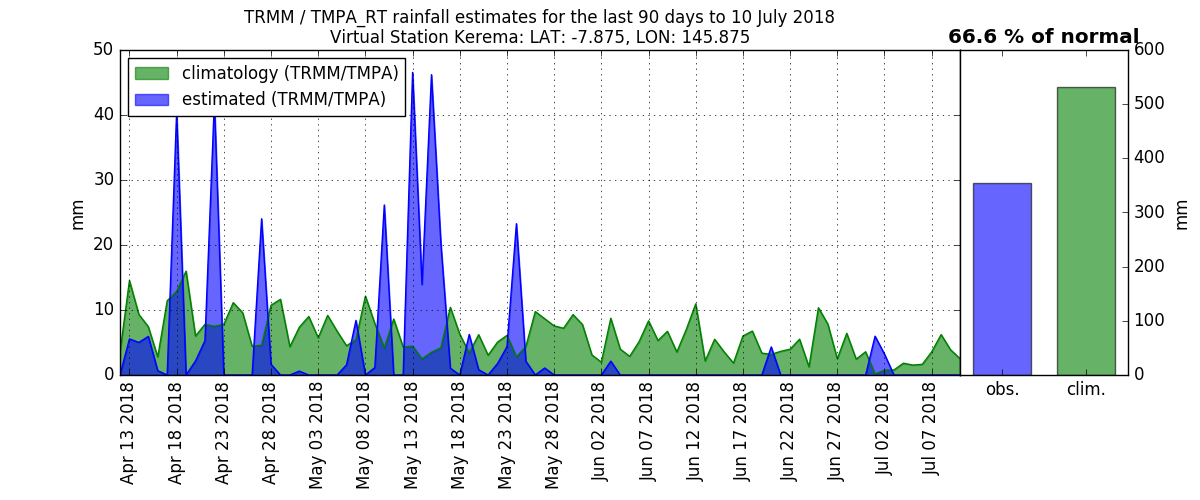 TRMM / TMPA_RT rainfall estimates for the last 90 days to 10 July 2018
Virtual Station Kerema: LAT: -7.875, LON: 145.875
66.6 % of normal
climatology (TRMM/TMPA)
estimated (TRMM/TMPA)
50
40
30
20
10
0
mm
Apr 13 2018
Apr 18 2018
Apr 23 2018
Apr 28 2018
May 03 2018
May 08 2018
May 13 2018
May 18 2018
May 23 2018
May 28 2018
Jun 02 2018
Jun 07 2018
Jun 12 2018
Jun 17 2018
Jun 22 2018
Jun 27 2018
Jul 02 2018
Jul 07 2018
obs.
clim.
600
500
400
300
200
100
0
mm